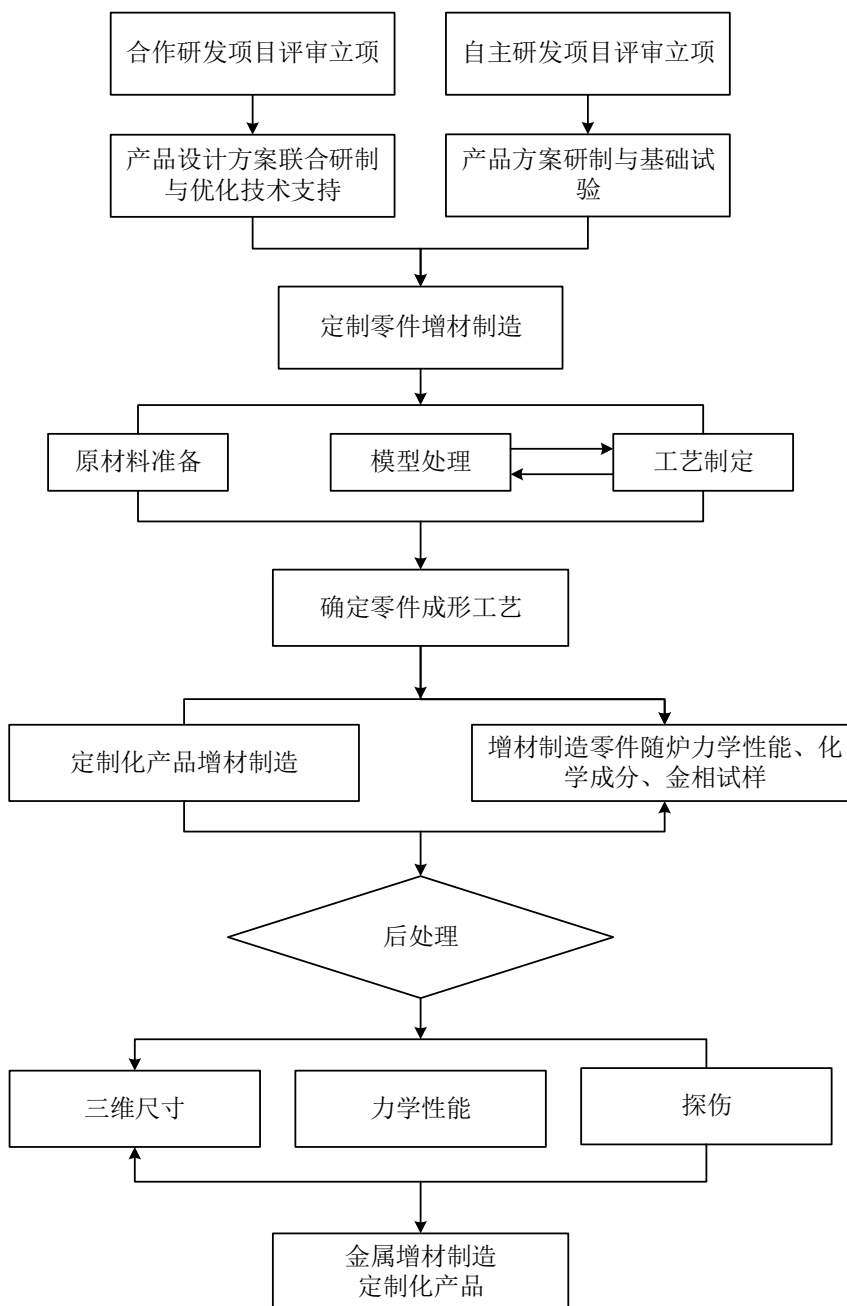 合作研发项目评审立项
自主研发项目评审立项
产品设计方案联合研制
与优化技术支持
产品方案研制与基础试
验
定制零件增材制造
原材料准备
模型处理
工艺制定
确定零件成形工艺
定制化产品增材制造
增材制造零件随炉力学性能、化
学成分、金相试样
后处理
三维尺寸
力学性能
探伤
金属增材制造
定制化产品